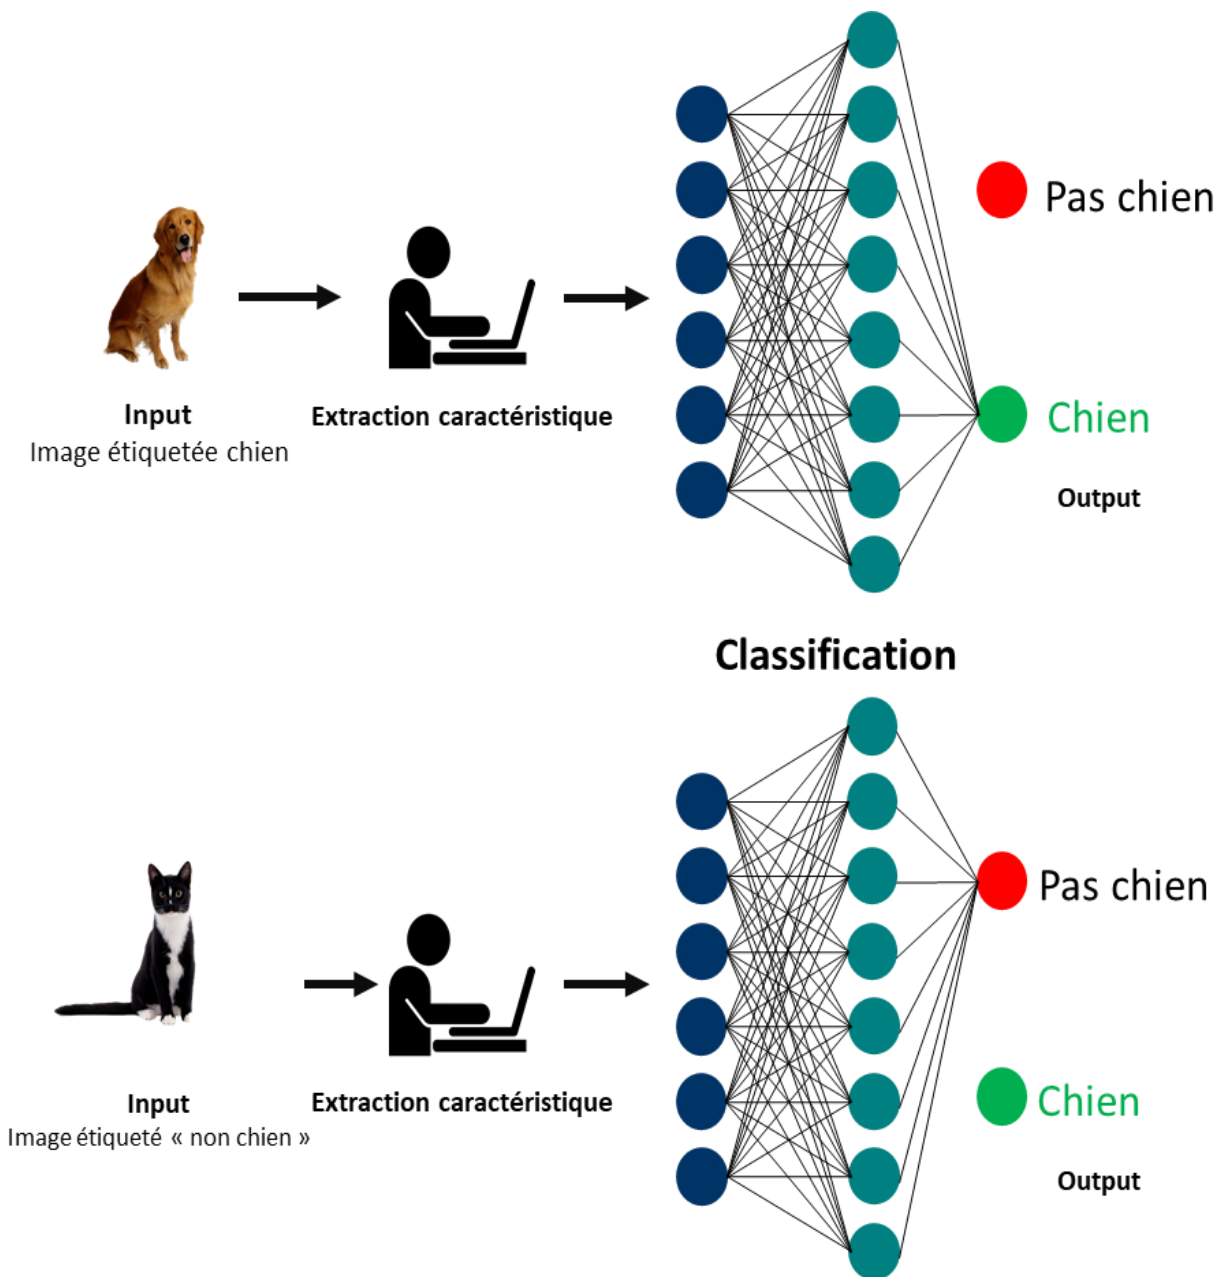 Pas chien
Input
Image étiquetée chien
Extraction caractéristique
Chien
Output
Classification
Pas chien
Input
Image étiqueté « non chien »
Extraction caractéristique
Chien
Output